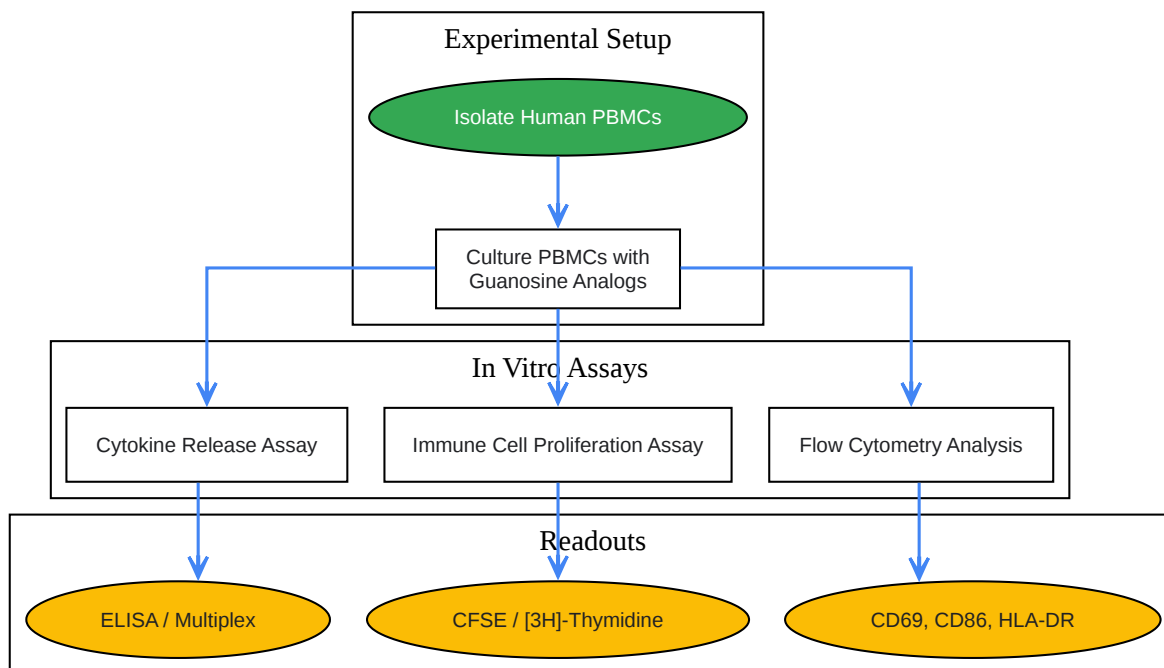 Experimental Setup
Isolate Human PBMCs
Culture PBMCs with
Guanosine Analogs
In Vitro Assays
Cytokine Release Assay
Immune Cell Proliferation Assay
Flow Cytometry Analysis
Readouts
ELISA / Multiplex
CFSE / [3H]-Thymidine
CD69, CD86, HLA-DR